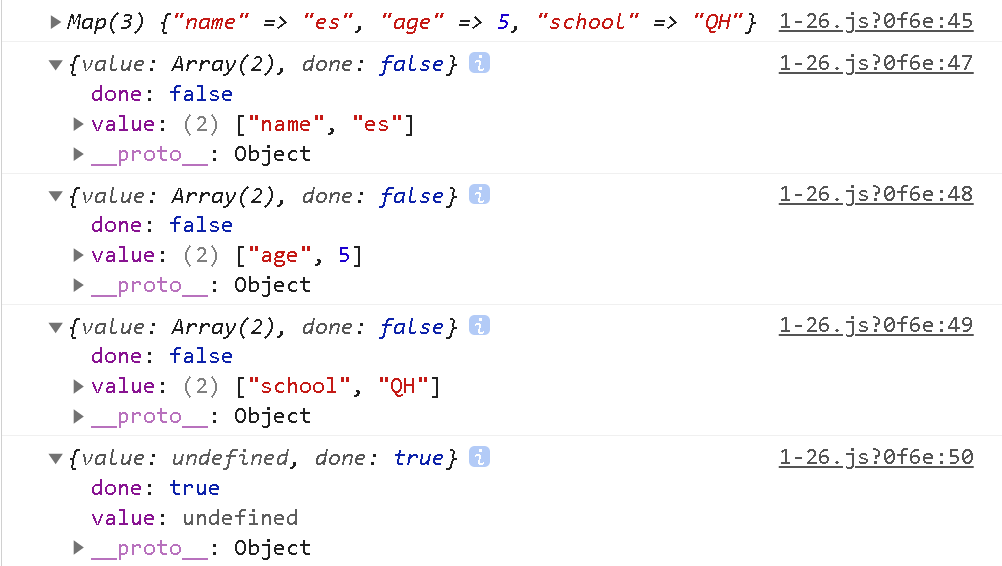 ▶Map(3) {"name" => "es", "age" => 5, "school" => "QH"} 1-26.js?0f6e:45
▼{value: Array(2), done: false} i 1-26.js?0f6e:47
done: false
▶value: (2) ["name", "es"]
▶__proto__: Object
▼{value: Array(2), done: false} i 1-26.js?0f6e:48
done: false
▶value: (2) ["age", 5]
▶__proto__: Object
▼{value: Array(2), done: false} i 1-26.js?0f6e:49
done: false
▶value: (2) ["school", "QH"]
▶__proto__: Object
▼{value: undefined, done: true} i 1-26.js?0f6e:50
done: true
value: undefined
▶__proto__: Object